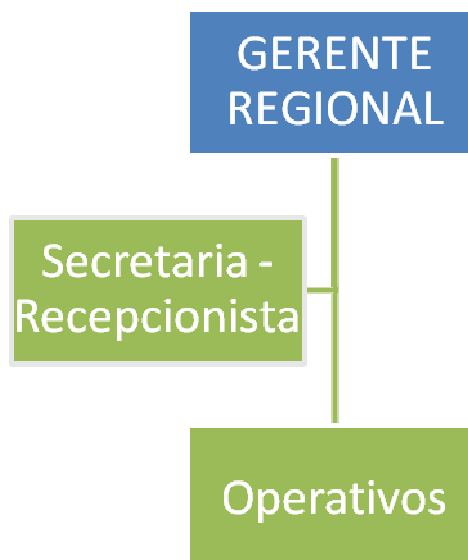 GERENTE
REGIONAL
Secretaria -
Recepcionista
Operativos